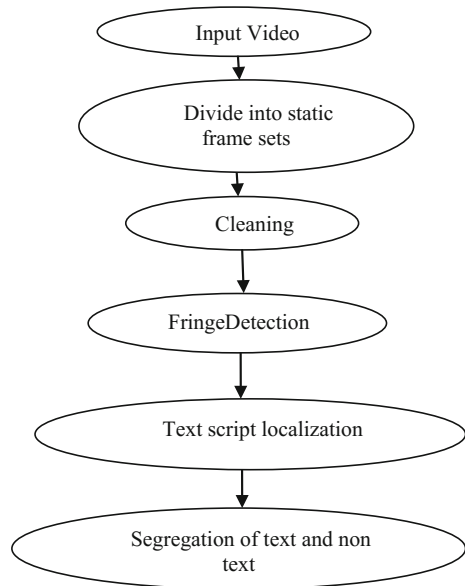 Input Video
Divide into static
frame sets
Cleaning
FringeDetection
Text script localization
Segregation of text and non
text